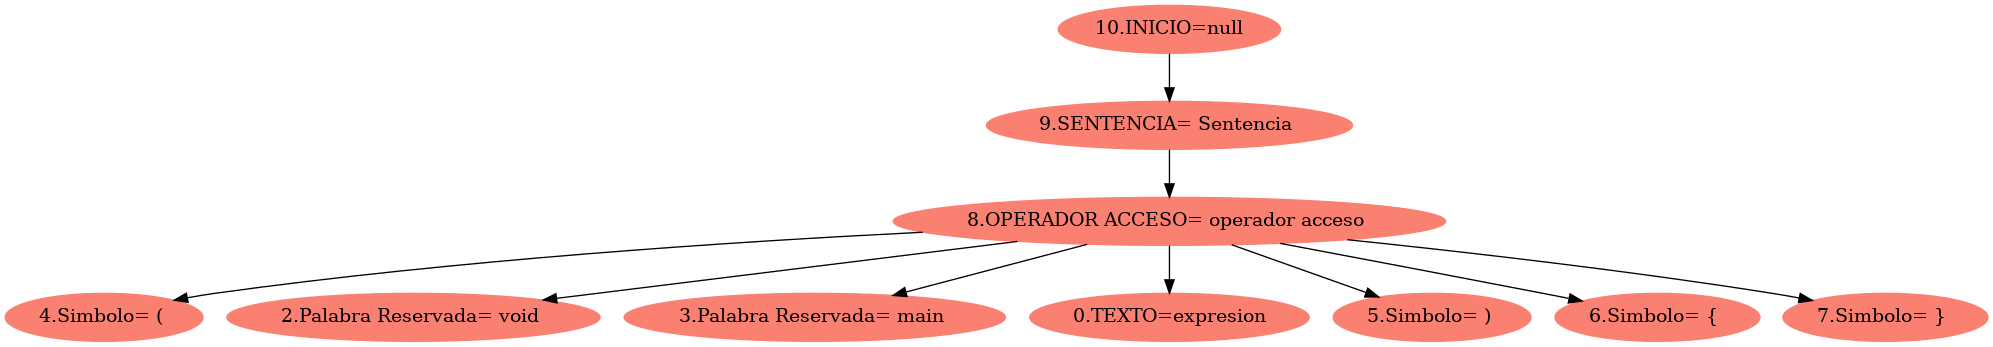 10.INICIO=null
9.SENTENCIA= Sentencia
8.OPERADOR ACCESO= operador acceso
4.Simbolo= (
2.Palabra Reservada= void
3.Palabra Reservada= main
0.TEXTO=expresion
5.Simbolo= )
6.Simbolo= {
7.Simbolo= }